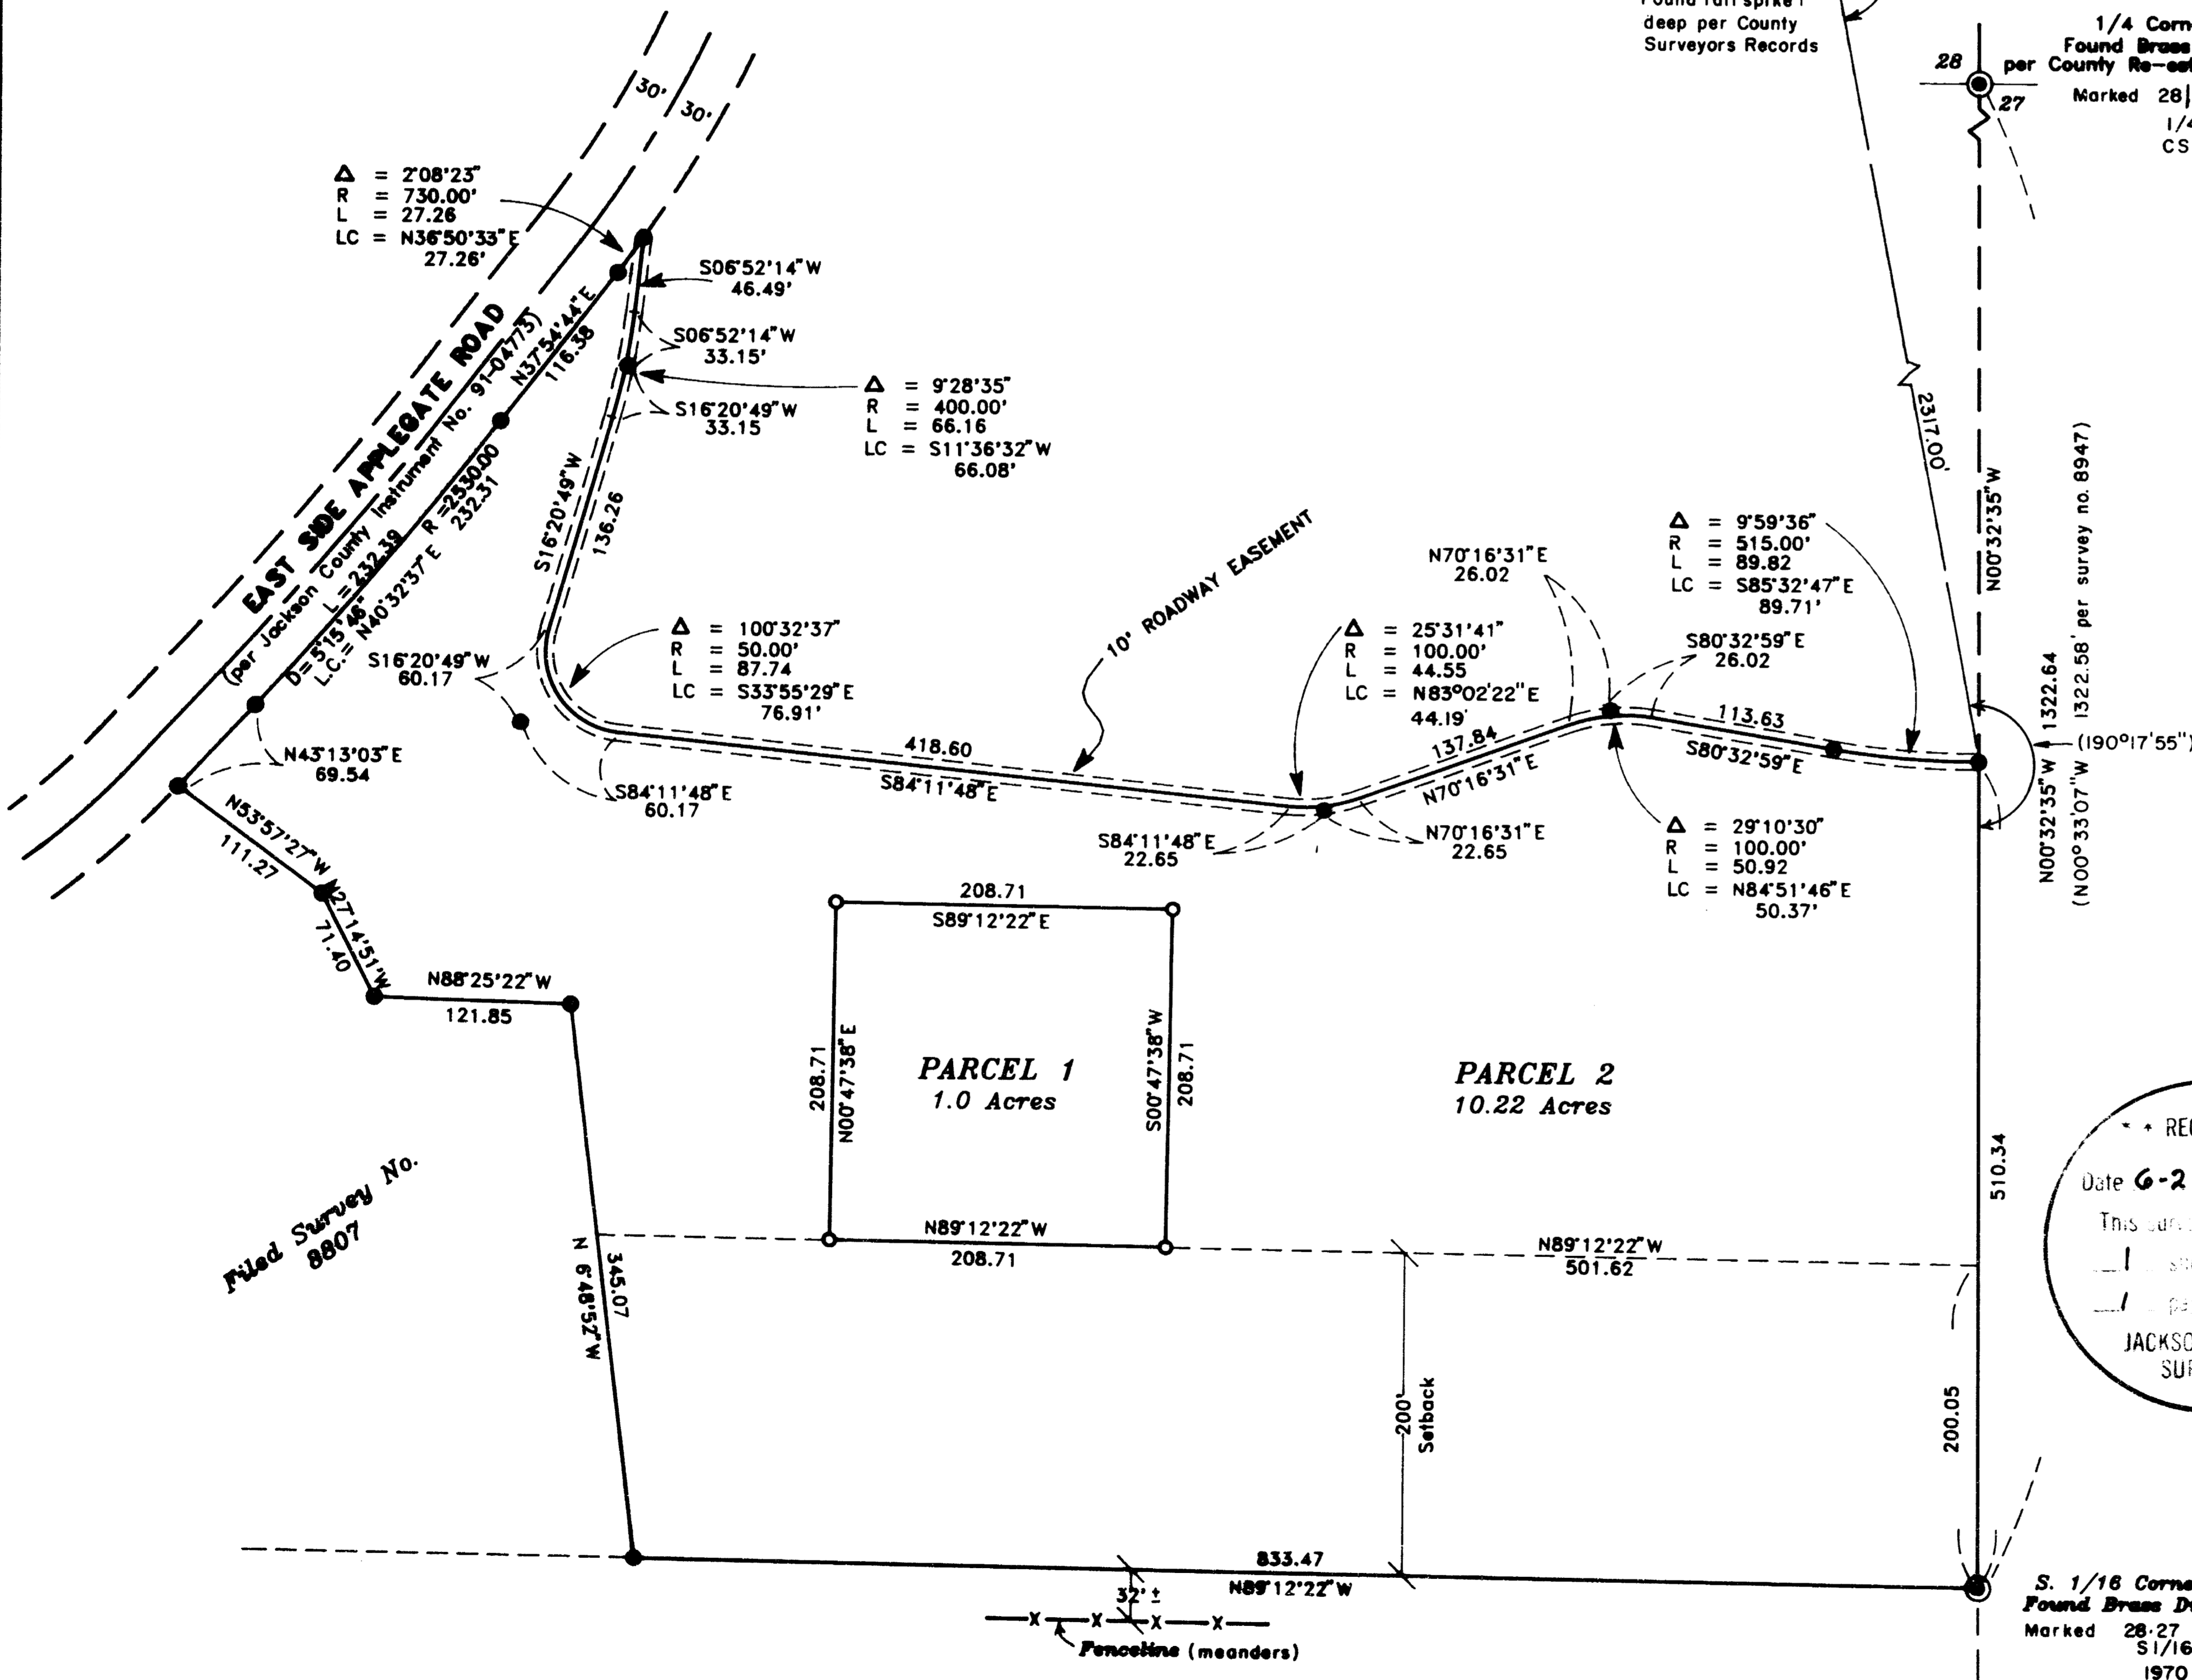 Found rail spike 1
deep per County
Surveyors Records
1/4 Corn
Found Brass
per County Re-est
Marked 28|
1/4
CS
28
27
30'
30'
Δ = 2°08'23"
R = 730.00'
L = 27.26
LC = N36°50'33"E
27.26'
S06°52'14"W
46.49'
S06°52'14"W
33.15'
S16°20'49"W
33.15
Δ = 9°28'35"
R = 400.00'
L = 66.16
LC = S11°36'32"W
66.08'
EAST SIDE APPLEGATE ROAD
(per Jackson County Instrument No. 91-04773)
N37°54'44"E
116.38
D= 5°15'46" L = 232.39 R =2530.00
L.C.= N40°32'37"E 232.31
S16°20'49"W
136.26
2317.00'
N00°32'35"W
N00°32'35"W 1322.64
(N00°33'07"W 1322.58' per survey no. 8947)
(190°17'55")
10' ROADWAY EASEMENT
N70°16'31"E
26.02
Δ = 9°59'36"
R = 515.00'
L = 89.82
LC = S85°32'47"E
89.71'
S16°20'49"W
60.17
Δ = 100°32'37"
R = 50.00'
L = 87.74
LC = S33°55'29"E
76.91'
Δ = 25°31'41"
R = 100.00'
L = 44.55
LC = N83°02'22"E
44.19'
S80°32'59"E
26.02
113.63
S80°32'59"E
137.84
N70°16'31"E
418.60
S84°11'48"E
N43°13'03"E
69.54
S84°11'48"E
60.17
S84°11'48"E
22.65
N70°16'31"E
22.65
Δ = 29°10'30"
R = 100.00'
L = 50.92
LC = N84°51'46"E
50.37'
N53°57'27"W
111.27
N27°14'51"W
71.40
N88°25'22"W
121.85
208.71
S89°12'22"E
208.71
N00°47'38"E
PARCEL 1
1.0 Acres
S00°47'38"W
208.71
PARCEL 2
10.22 Acres
510.34
Filed Survey No.
8807
345.07
N 6°48'52"W
N89°12'22"W
208.71
N89°12'22"W
501.62
200'
Setback
200.05
* * REC
Date 6-2
This surv
1 she
1 pa
JACKSO
SUR
833.47
N89°12'22"W
32' ±
X X X X
Fenceline (meanders)
S. 1/16 Corne
Found Brass D
Marked 28·27
S1/16
1970